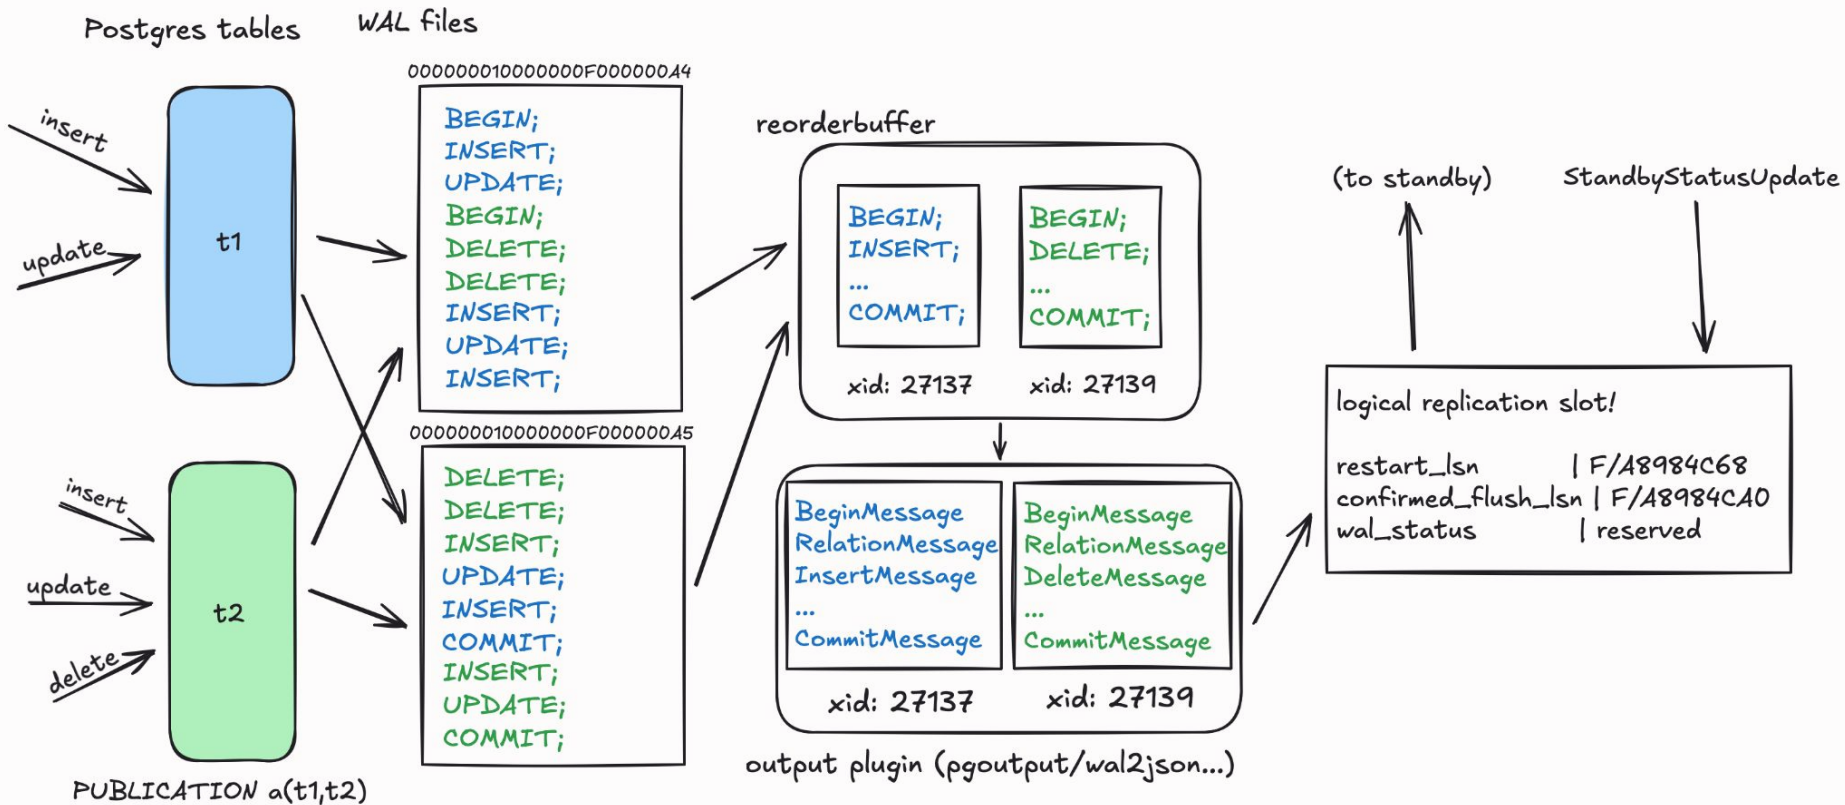 Postgres tables
insert
update
t1
insert
update
delete
t2
PUBLICATION a(t1,t2)
WAL files
000000010000000F000000A4
BEGIN;
INSERT;
UPDATE;
BEGIN;
DELETE;
DELETE;
INSERT;
UPDATE;
INSERT;
000000010000000F000000A5
DELETE;
DELETE;
INSERT;
UPDATE;
INSERT;
COMMIT;
INSERT;
UPDATE;
COMMIT;
reorderbuffer
BEGIN;
INSERT;
...
COMMIT;
xid: 27137
BEGIN;
DELETE;
...
COMMIT;
xid: 27139
BeginMessage
RelationMessage
InsertMessage
...
CommitMessage
xid: 27137
BeginMessage
RelationMessage
DeleteMessage
...
CommitMessage
xid: 27139
output plugin (pgoutput/wal2json...)
(to standby)
StandbyStatusUpdate
logical replication slot!
restart_lsn | F/A8984C68
confirmed_flush_lsn | F/A8984CA0
wal_status | reserved